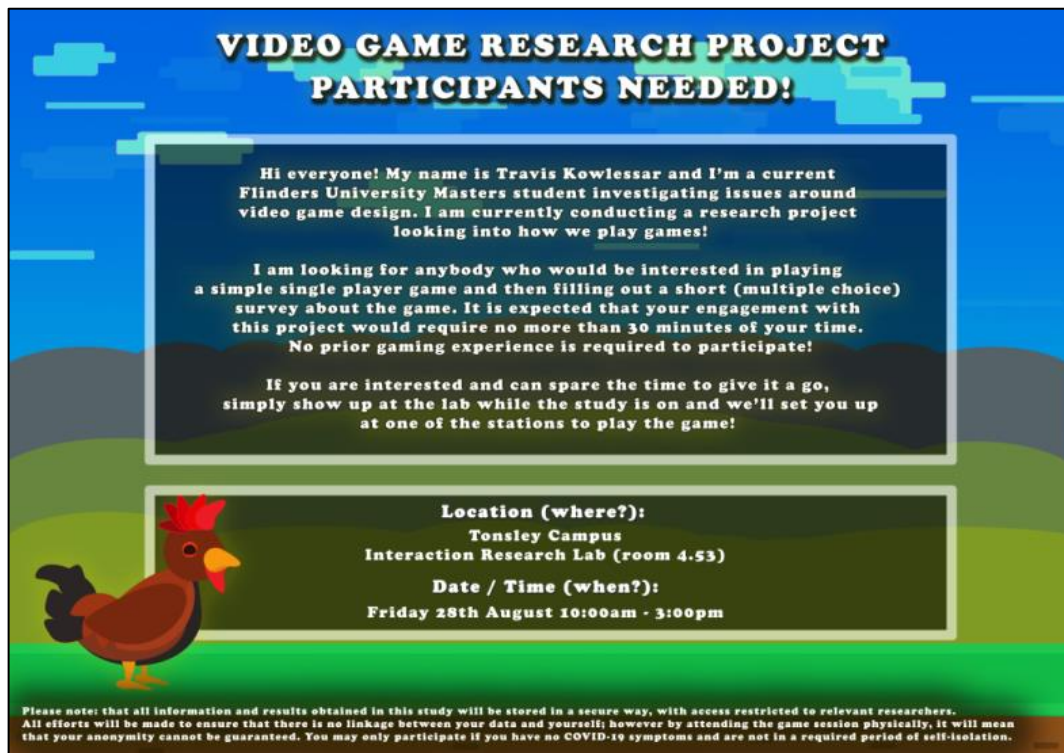 VIDEO GAME RESEARCH PROJECT
PARTICIPANTS NEEDED!
Hi everyone! My name is Travis Kowlessar and I'm a current
Flinders University Masters student investigating issues around
video game design. I am currently conducting a research project
looking into how we play games!
I am looking for anybody who would be interested in playing
a simple single player game and then filling out a short (multiple choice)
survey about the game. It is expected that your engagement with
this project would require no more than 30 minutes of your time.
No prior gaming experience is required to participate!
If you are interested and can spare the time to give it a go,
simply show up at the lab while the study is on and we'll set you up
at one of the stations to play the game!
Location (where?):
Tonsley Campus
Interaction Research Lab (room 4.53)
Date / Time (when?):
Friday 28th August 10:00am - 3:00pm
Please note: that all information and results obtained in this study will be stored in a secure way, with access restricted to relevant researchers.
All efforts will be made to ensure that there is no linkage between your data and yourself; however by attending the game session physically, it will mean
that your anonymity cannot be guaranteed. You may only participate if you have no COVID-19 symptoms and are not in a required period of self-isolation.